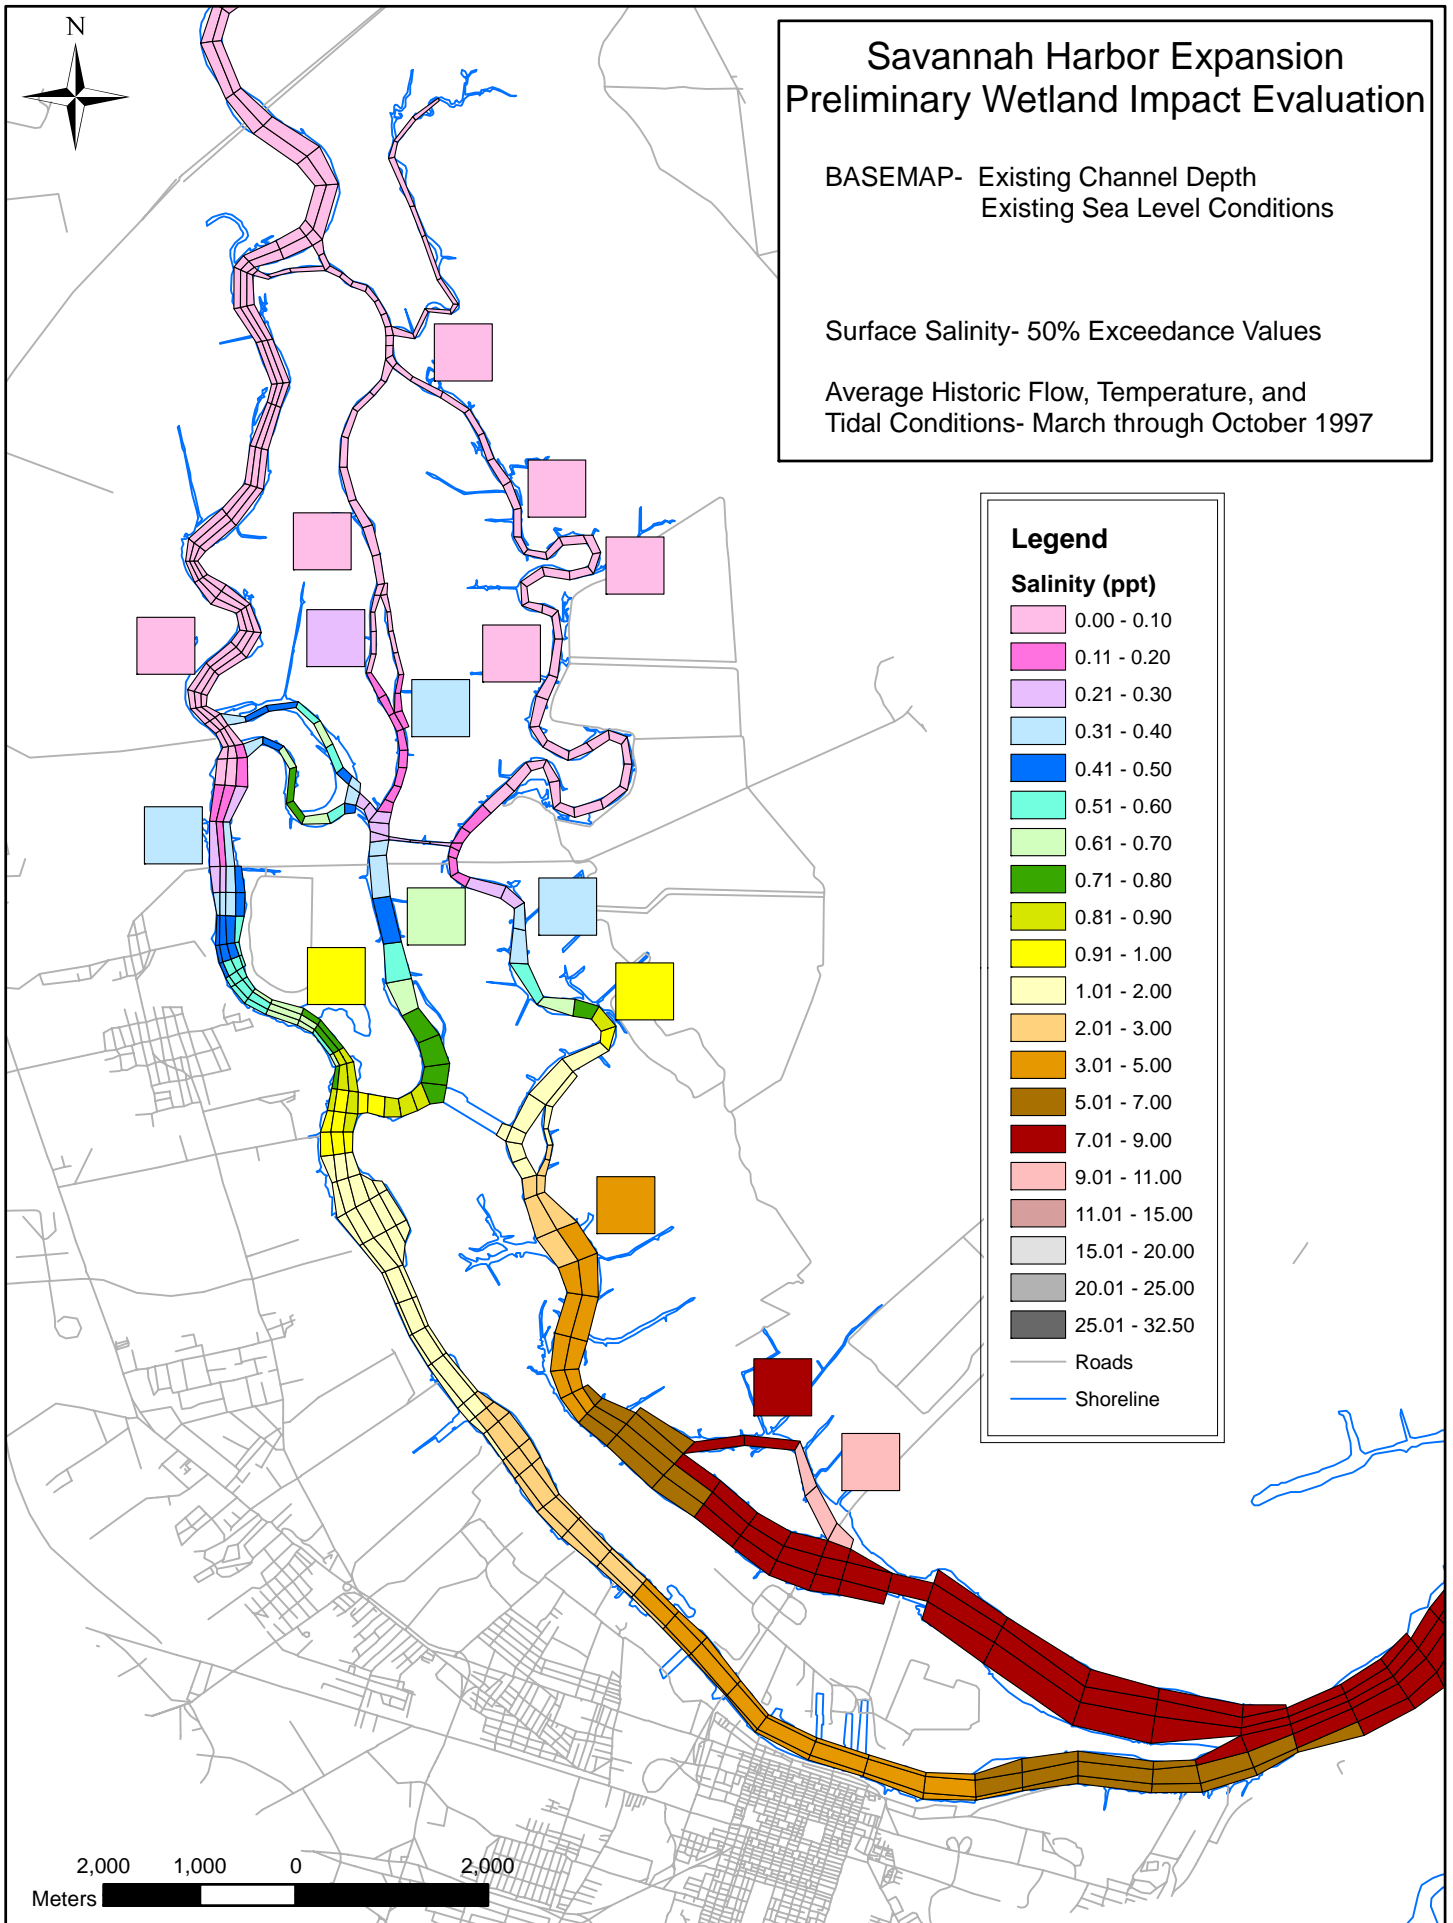 N
Savannah Harbor Expansion
Preliminary Wetland Impact Evaluation
BASEMAP- Existing Channel Depth
Existing Sea Level Conditions
Surface Salinity- 50% Exceedance Values
Average Historic Flow, Temperature, and
Tidal Conditions- March through October 1997
Legend
Salinity (ppt)
0.00 - 0.10
0.11 - 0.20
0.21 - 0.30
0.31 - 0.40
0.41 - 0.50
0.51 - 0.60
0.61 - 0.70
0.71 - 0.80
0.81 - 0.90
0.91 - 1.00
1.01 - 2.00
2.01 - 3.00
3.01 - 5.00
5.01 - 7.00
7.01 - 9.00
9.01 - 11.00
11.01 - 15.00
15.01 - 20.00
20.01 - 25.00
25.01 - 32.50
Roads
Shoreline
2,000 1,000 0 2,000
Meters